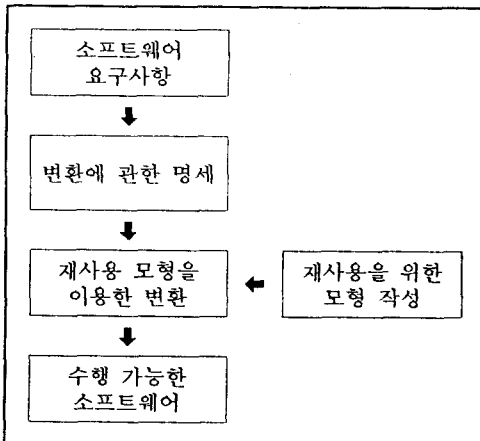 소프트웨어
요구사항
변환에 관한 명세
재사용 모형을
이용한 변환
재사용을 위한
모형 작성
수행 가능한
소프트웨어